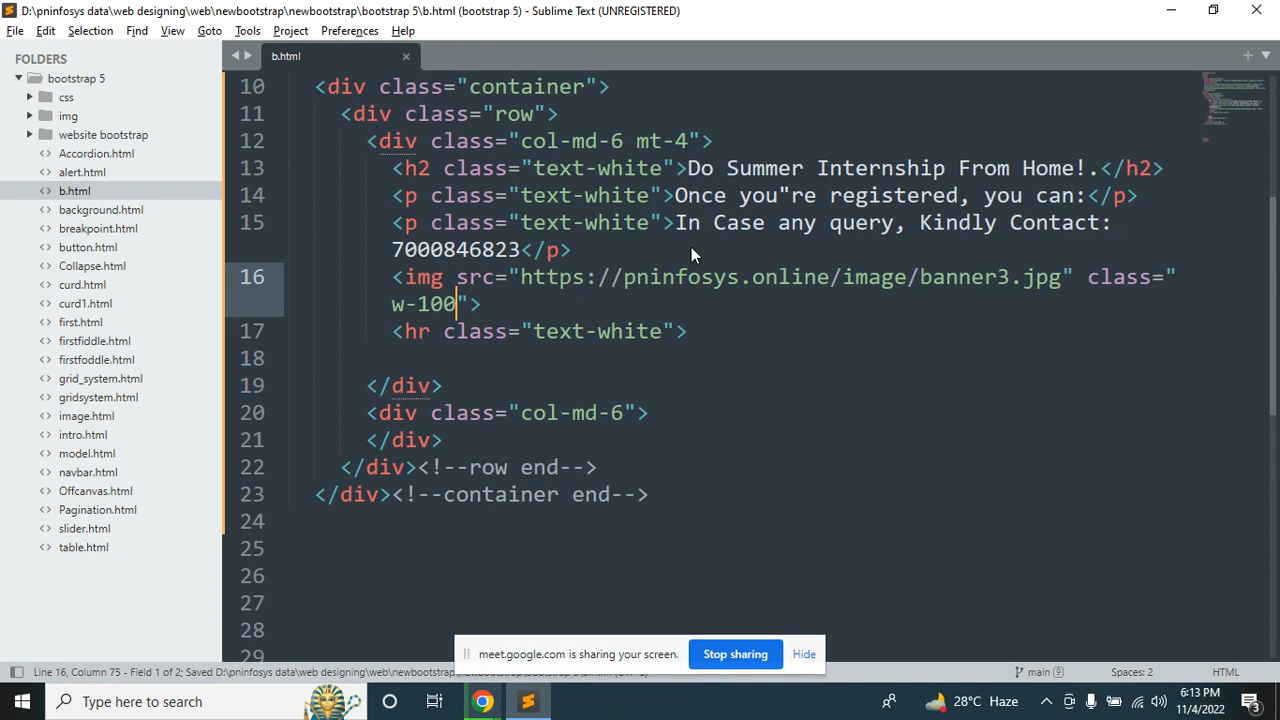 D:\pninfosys data\web designing\web\newbootstrap\newbootstrap\bootstrap 5\b.html (bootstrap 5) - Sublime Text (UNREGISTERED)
File Edit Selection Find View Goto Tools Project Preferences Help
FOLDERS
bootstrap 5
css
img
website bootstrap
Accordion.html
alert.html
b.html
background.html
breakpoint.html
button.html
Collapse.html
curd.html
curd1.html
first.html
firstfiddle.html
firstfoddle.html
grid_system.html
gridsystem.html
image.html
intro.html
model.html
navbar.html
Offcanvas.html
Pagination.html
slider.html
table.html
b.html
10 <div class="container">
11 <div class="row">
12 <div class="col-md-6 mt-4">
13 <h2 class="text-white">Do Summer Internship From Home!.</h2>
14 <p class="text-white">Once you"re registered, you can:</p>
15 <p class="text-white">In Case any query, Kindly Contact:
7000846823</p>
16 <img src="https://pninfosys.online/image/banner3.jpg" class="
w-100">
17 <hr class="text-white">
18
19 </div>
20 <div class="col-md-6">
21 </div>
22 </div><!--row end-->
23 </div><!--container end-->
24
25
26
27
28
29
meet.google.com is sharing your screen. Stop sharing Hide
Line 16, Column 75 - Field 1 of 2; Saved D:\pninfosys data\web designing\web\newbootstrap\newbootstrap\bootstrap 5\b.html (UTF-8) main 9 Spaces: 2 HTML
Type here to search
28°C Haze
6:13 PM
11/4/2022
3